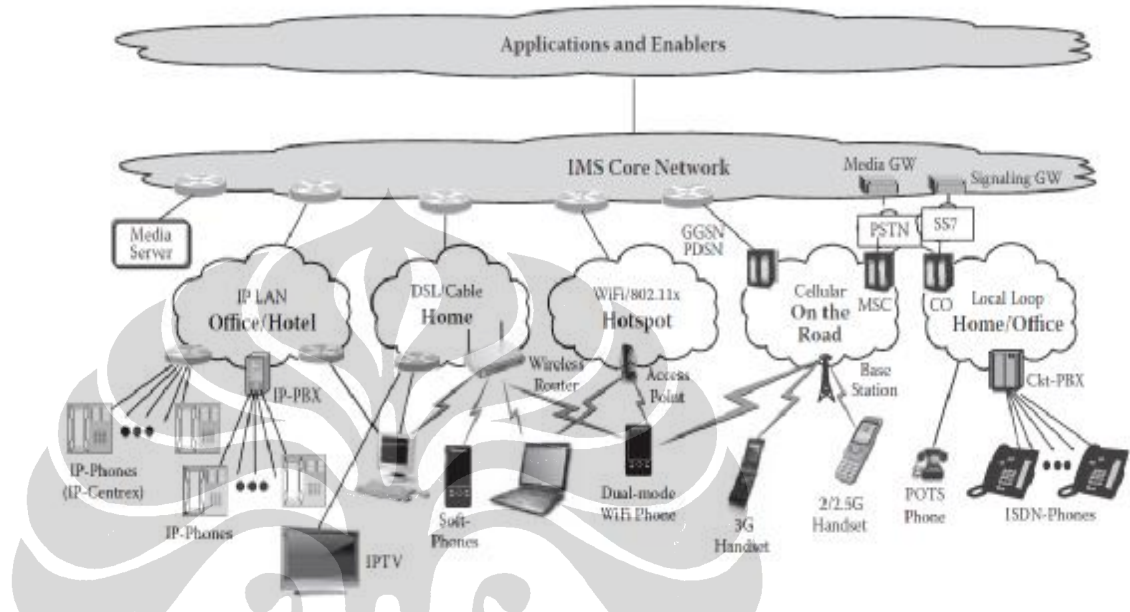 Applications and Enablers
IMS Core Network
Media GW
Signaling GW
Media
Server
GGSN
PDSN
PSTN
SS7
IP LAN
Office/Hotel
DSL/Cable
Home
WiFi/802.11x
Hotspot
Cellular
On the
Road
MSC
CO
Local Loop
Home/Office
IP-PBX
Wireless
Router
Access
Point
Base
Station
Ckt-PBX
IP-Phones
(IP-Centrex)
IP-Phones
IPTV
Soft-
Phones
Dual-mode
WiFi Phone
3G
Handset
2/2.5G
Handset
POTS
Phone
ISDN-Phones